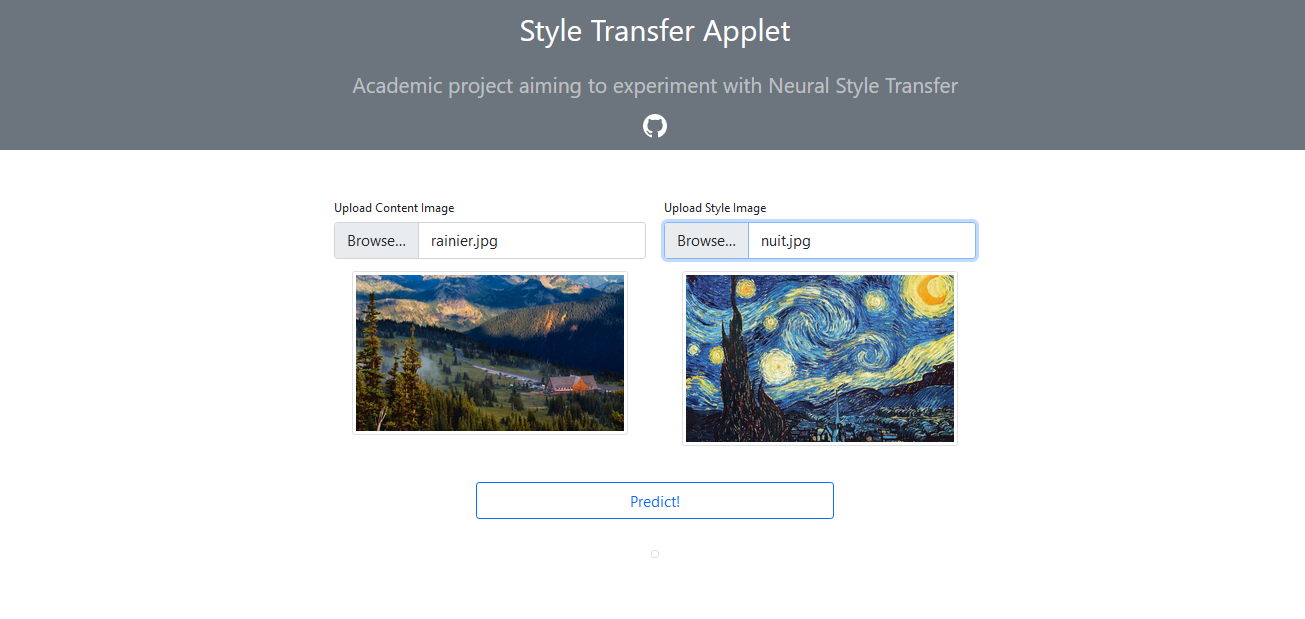 Style Transfer Applet
Academic project aiming to experiment with Neural Style Transfer
Upload Content Image
Browse... rainier.jpg
Upload Style Image
Browse... nuit.jpg
Predict!